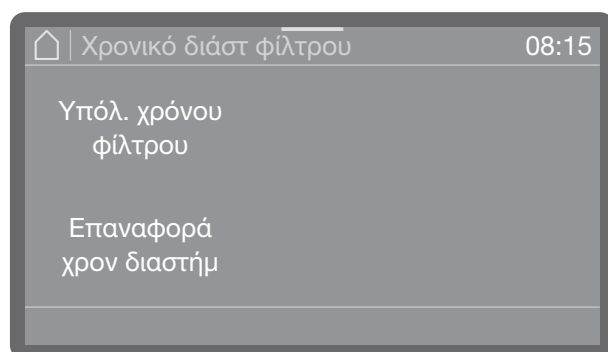 Χρονικό διάστ φίλτρου 08:15
Υπόλ. χρόνου
φίλτρου
Επαναφορά
χρον διαστήμ